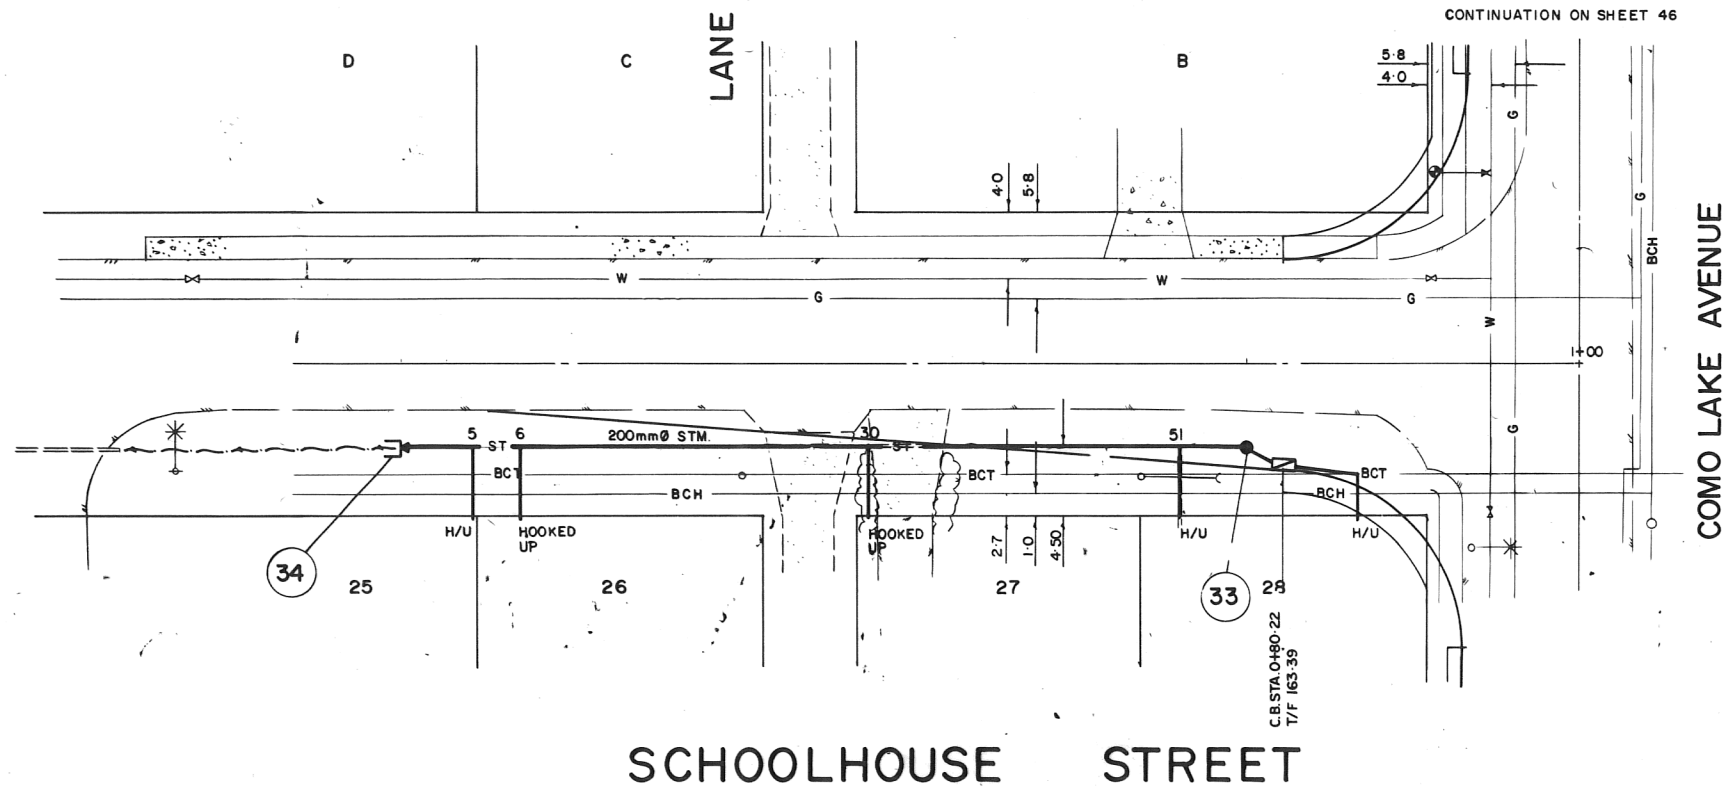 CONTINUATION ON SHEET 46
LANE
D
C
B
5.8
4.0
G
4.0
5.8
G
BCH
COMO LAKE AVENUE
W
W
G
G
W
1+00
G
5
ST
6
200mmØ STM.
30
ST
51
BCT
BCT
BCT
BCH
BCH
H/U
HOOKED
UP
HOOKED
UP
2.7
1.0
4.50
H/U
H/U
34
25
26
27
33
28
C.B. STA. 0+80.22
T/F 163.39
SCHOOLHOUSE STREET